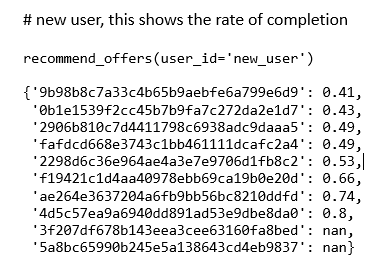 # new user, this shows the rate of completion
recommend_offers(user_id='new_user')
{'9b98b8c7a33c4b65b9aebfe6a799e6d9': 0.41,
'0b1e1539f2cc45b7b9fa7c272da2e1d7': 0.43,
'2906b810c7d4411798c6938adc9daaa5': 0.49,
'fafdcd668e3743c1bb461111dcafc2a4': 0.49,
'2298d6c36e964ae4a3e7e9706d1fb8c2': 0.53,
'f19421c1d4aa40978ebb69ca19b0e20d': 0.66,
'ae264e3637204a6fb9bb56bc8210ddfd': 0.74,
'4d5c57ea9a6940dd891ad53e9dbe8da0': 0.8,
'3f207df678b143eea3cee63160fa8bed': nan,
'5a8bc65990b245e5a138643cd4eb9837': nan}